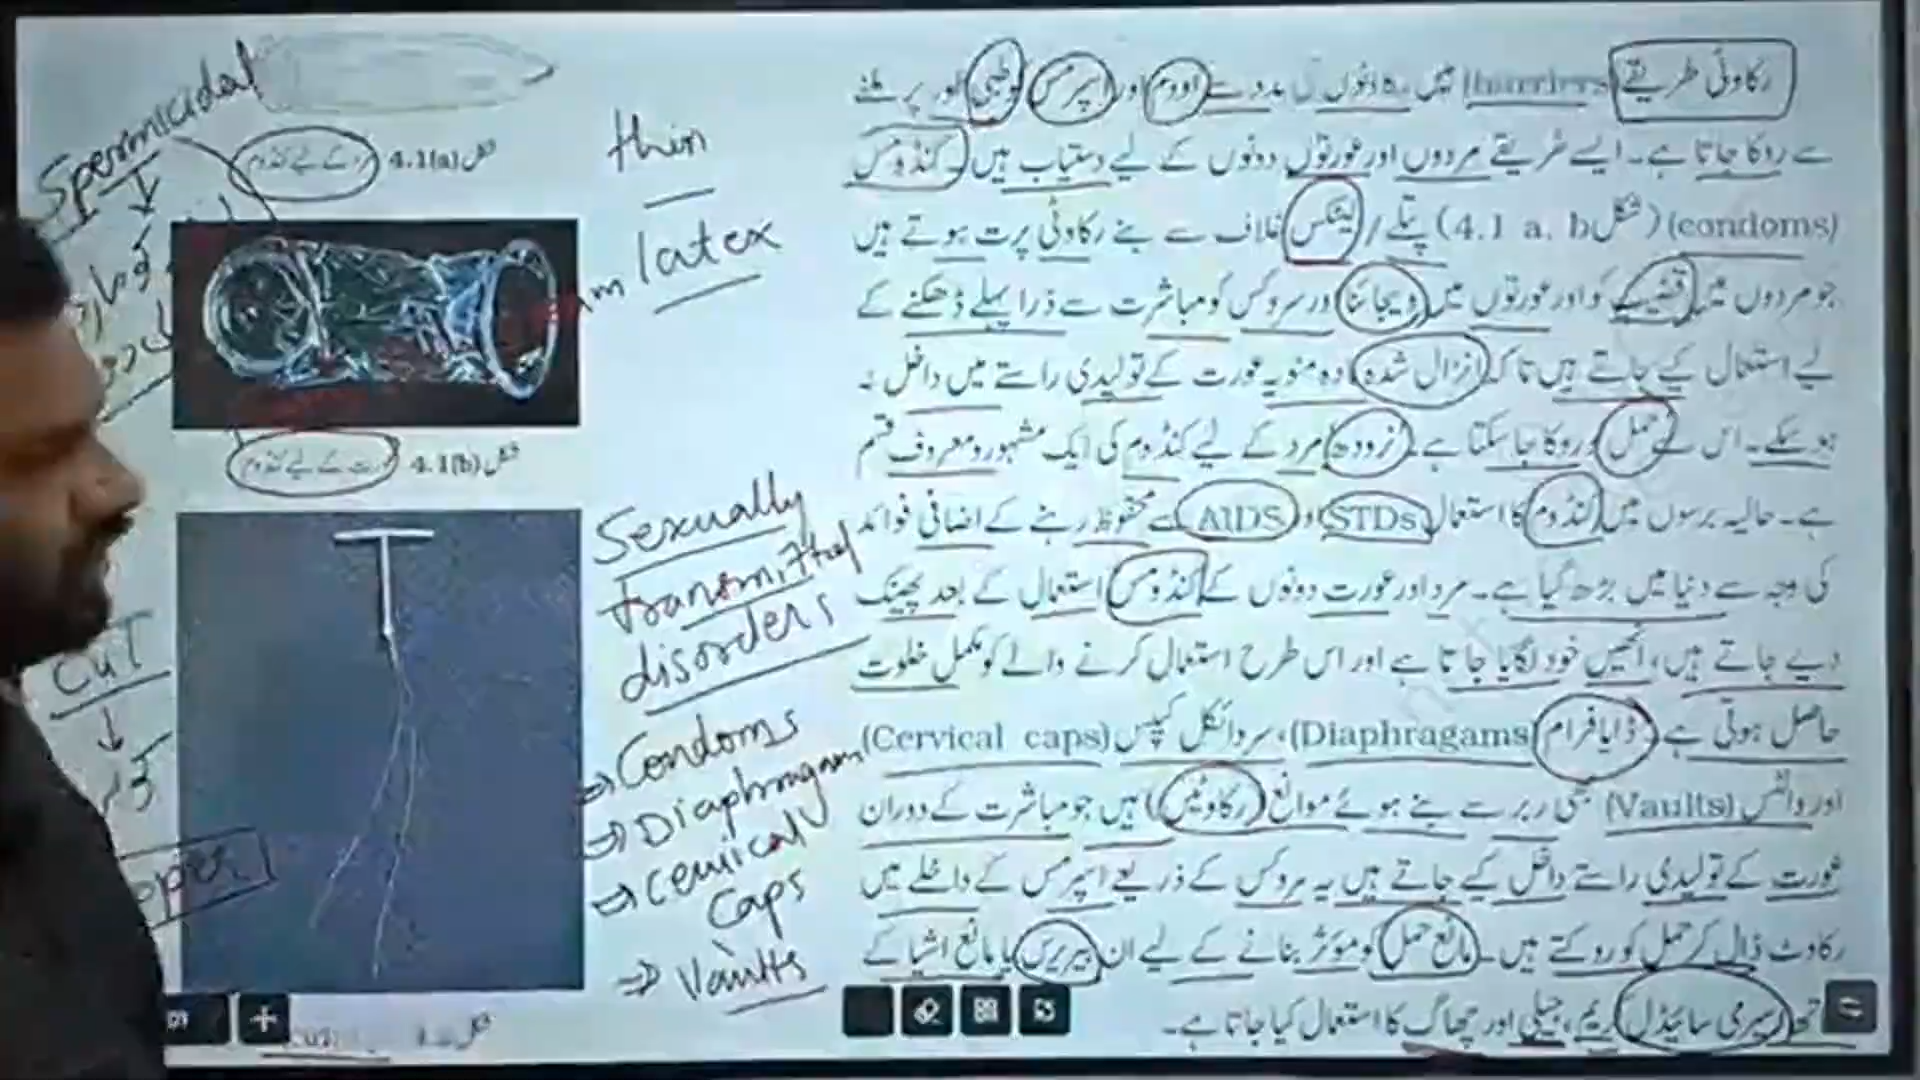 رکاوٹی طریقے (barriers) میں رکاوٹوں کی مدد سے اووم اور اسپرمس کو طبعی طور پر ملنے
سے روکا جاتا ہے۔ ایسے طریقے مردوں اور عورتوں دونوں کے لیے دستیاب ہیں۔ کنڈومس
(condoms) (شکل 4.1 a. b) پتلے/لیٹکس غلاف سے بنے رکاوٹی پرت ہوتے ہیں
جو مردوں میں قضیب کو اور عورتوں میں ویجائنا اور سروکس کو مباشرت سے ذرا پہلے ڈھکنے کے
لیے استعمال کیے جاتے ہیں تاکہ انزال شدہ مادہ منویہ عورت کے تولیدی راستے میں داخل نہ
ہو سکے۔ اس سے حمل روکا جا سکتا ہے۔ نرودھ مرد کے لیے کنڈوم کی ایک مشہور و معروف قسم
ہے۔ حالیہ برسوں میں کنڈوم کا استعمال STDs اور AIDS سے محفوظ رہنے کے اضافی فوائد
کی وجہ سے دنیا میں بڑھ گیا ہے۔ مرد اور عورت دونوں کے کنڈومس استعمال کے بعد پھینک
دیے جاتے ہیں، انھیں خود لگایا جاتا ہے اور اس طرح استعمال کرنے والے کو مکمل خلوت
حاصل ہوتی ہے۔ ڈایافرام (Diaphragams)، سروائکل کیپس (Cervical caps)
اور والٹس (Vaults) بھی ربر سے بنے ہوئے موانع (رکاوٹیں) ہیں جو مباشرت کے دوران
عورت کے تولیدی راستے داخل کیے جاتے ہیں یہ سروکس کے ذریعے اسپرمس کے داخلے میں
رکاوٹ ڈال کر حمل کو روکتے ہیں۔ مانع حمل کو مؤثر بنانے کے لیے ان بیریرس یا مانع اشیا کے
کریم، جیلی اور جھاگ کا استعمال کیا جاتا ہے۔
Spermicidal
شکل 4.1(a) مرد کے لیے کنڈوم
thin
latex
شکل 4.1(b) عورت کے لیے کنڈوم
Sexually
transmitted
disorders
CuT
⇒ Condoms
⇒ Diaphragam
⇒ Cervical
Caps
⇒ Vaults